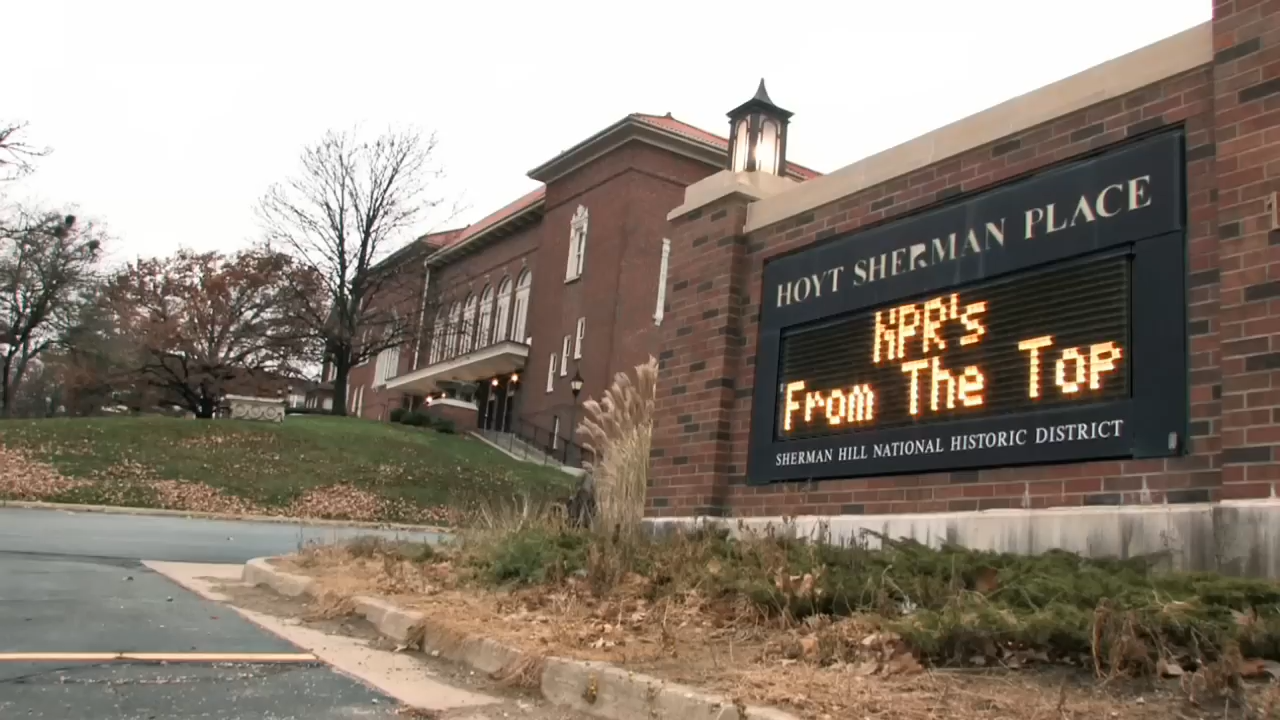 HOYT SHERMAN PLACE
NPR's
From The Top
SHERMAN HILL NATIONAL HISTORIC DISTRICT